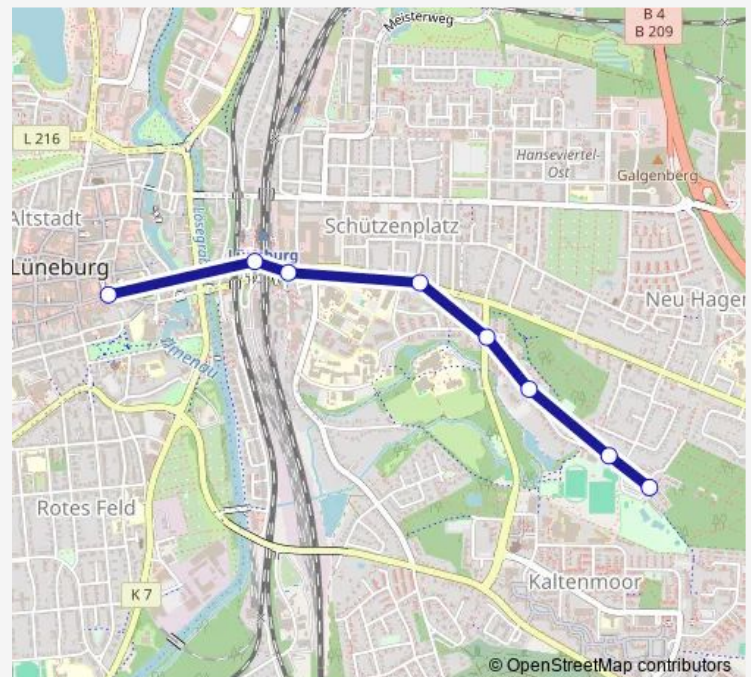 Meisterweg
B 4
B 209
L 216
Hanseviertel-
Ost
Galgenberg
Altstadt
Schützenplatz
Lüneburg
Neu Hagen
Ilmenau
Rotes Feld
Kaltenmoor
K 7
© OpenStreetMap contributors